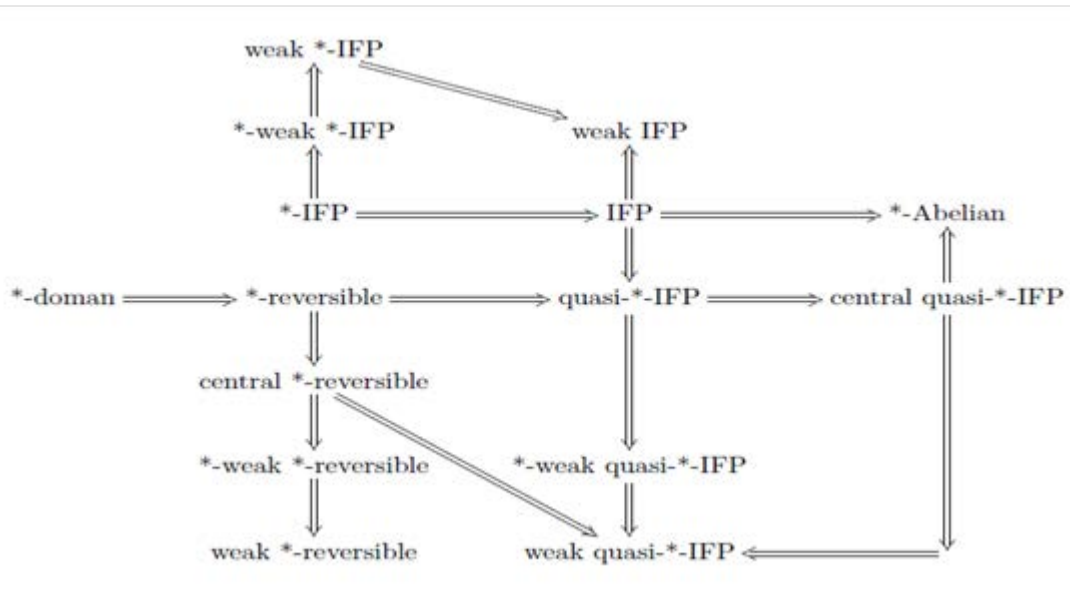 weak *-IFP
*-weak *-IFP weak IFP
*-IFP IFP *-Abelian
*-doman *-reversible quasi-*-IFP central quasi-*-IFP
central *-reversible
*-weak *-reversible *-weak quasi-*-IFP
weak *-reversible weak quasi-*-IFP